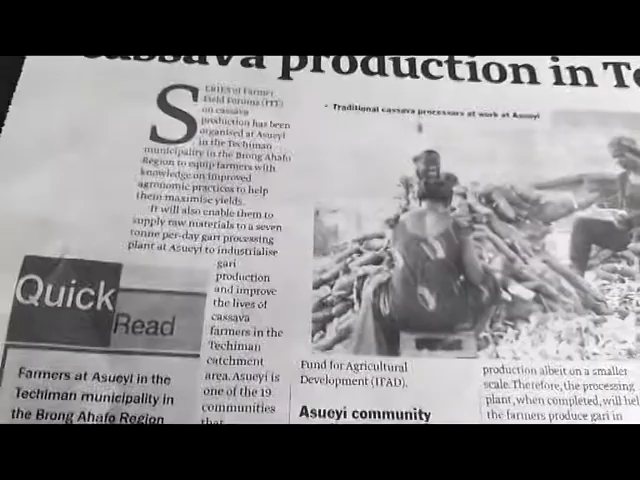 cassava production in Te
SERIES of Farmer
Field Forums (FFF)
on cassava
production has been
organised at Asueyi
in the Techiman
municipality in the Brong Ahafo
Region to equip farmers with
knowledge on improved
agronomic practices to help
them maximise yields.
It will also enable them to
supply raw materials to a seven
tonne per-day gari processing
plant at Asueyi to industrialise
gari
production
and improve
the lives of
cassava
farmers in the
Techiman
catchment
area. Asueyi is
one of the 19
communities
that
Quick
Read
Farmers at Asueyi in the
Techiman municipality in
the Brong Ahafo Region
• Traditional cassava processors at work at Asueyi
Fund for Agricultural
Development (IFAD).
Asueyi community
production albeit on a smaller
scale. Therefore, the processing
plant, when completed, will hel
the farmers produce gari in